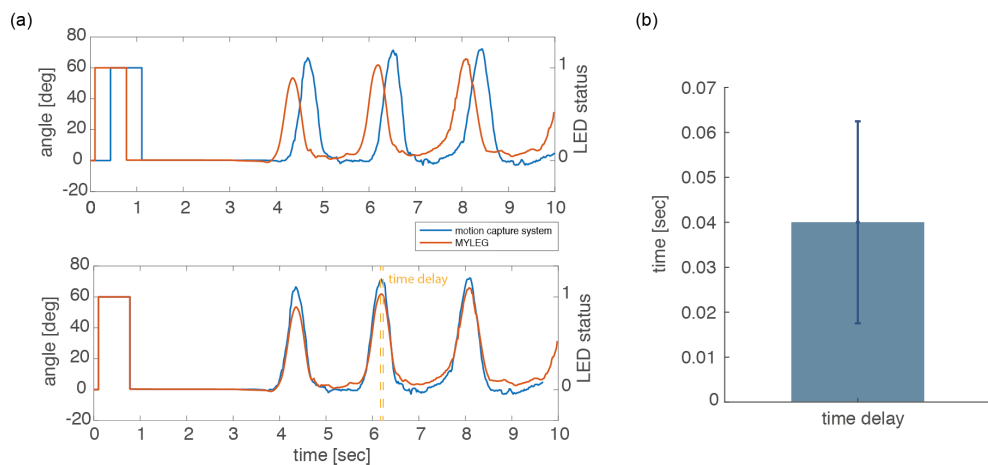 (a)
80
60
40
20
0
-20
angle [deg]
1
0
LED status
0 1 2 3 4 5 6 7 8 9 10
motion capture system
MYLEG
80
60
40
20
0
-20
angle [deg]
time delay
1
0
LED status
0 1 2 3 4 5 6 7 8 9 10
time [sec]
(b)
0.07
0.06
0.05
0.04
0.03
0.02
0.01
0
time [sec]
time delay